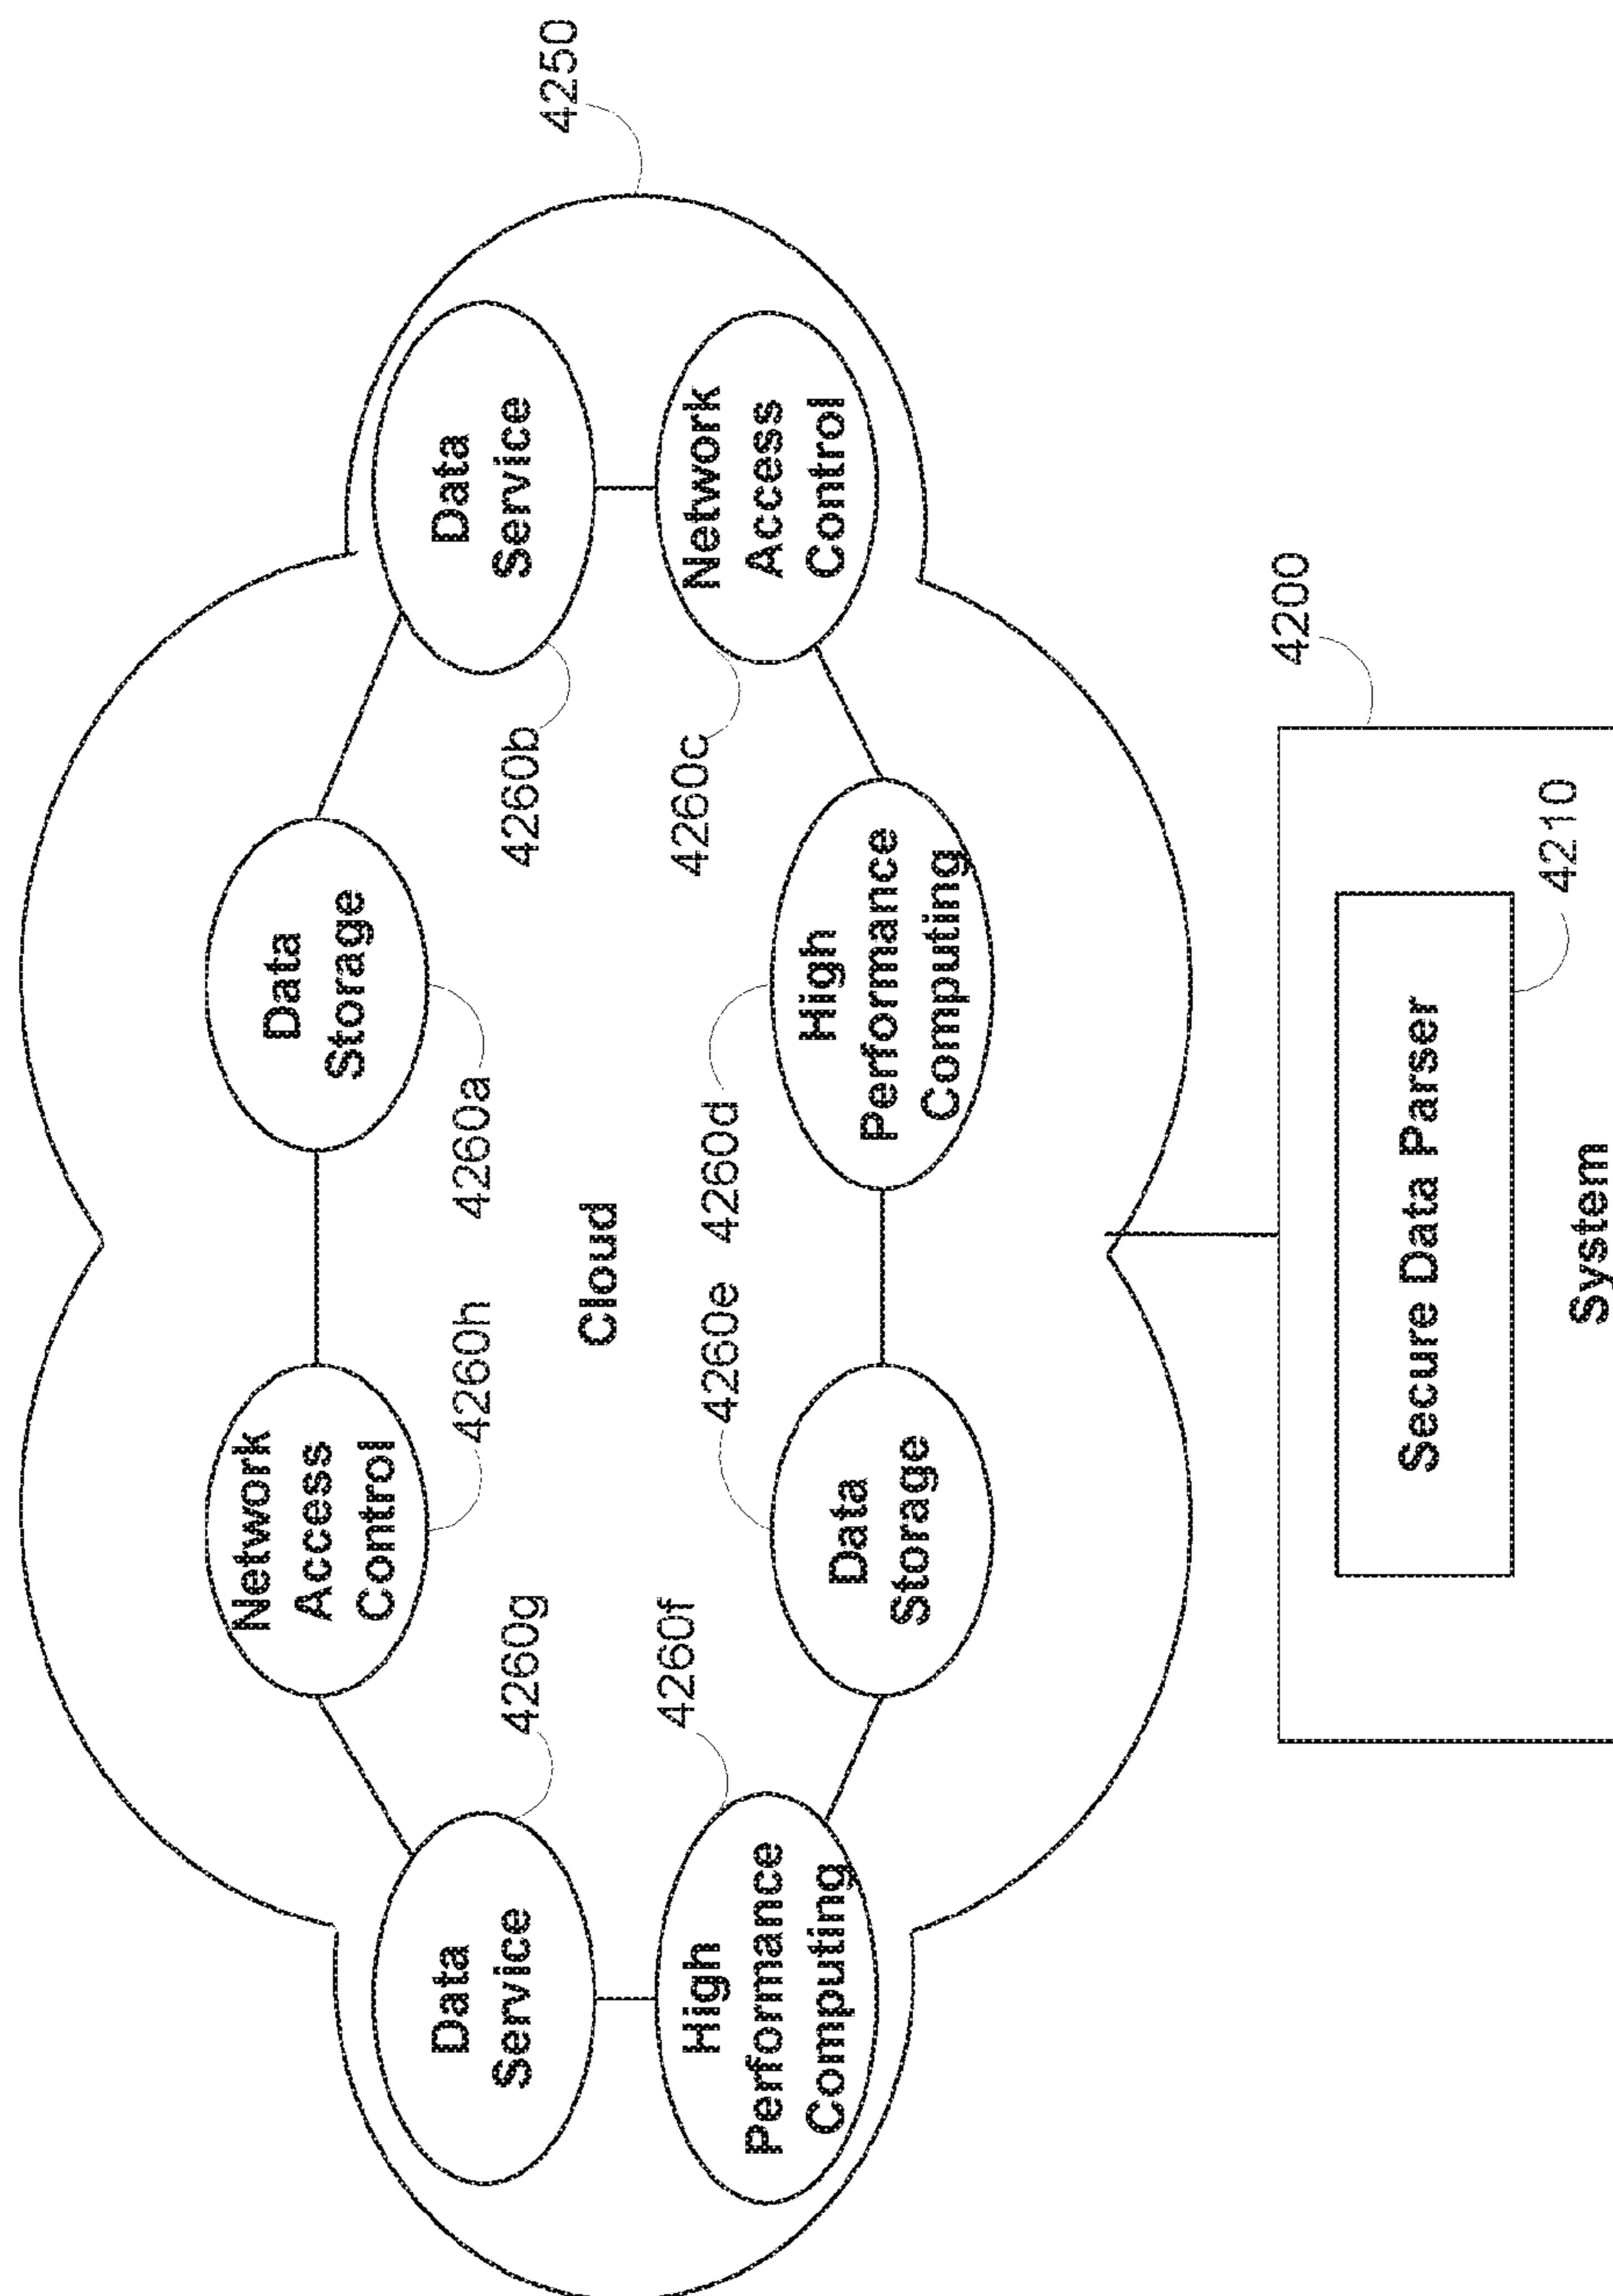 4250
Network
Access
Control
Data
Storage
4260h
4260a
Data
Service
4260g
Data
Service
4260b
Cloud
High
Performance
Computing
4260f
4260e
4260d
4260c
Network
Access
Control
Data
Storage
High
Performance
Computing
4200
Secure Data Parser
4210
System